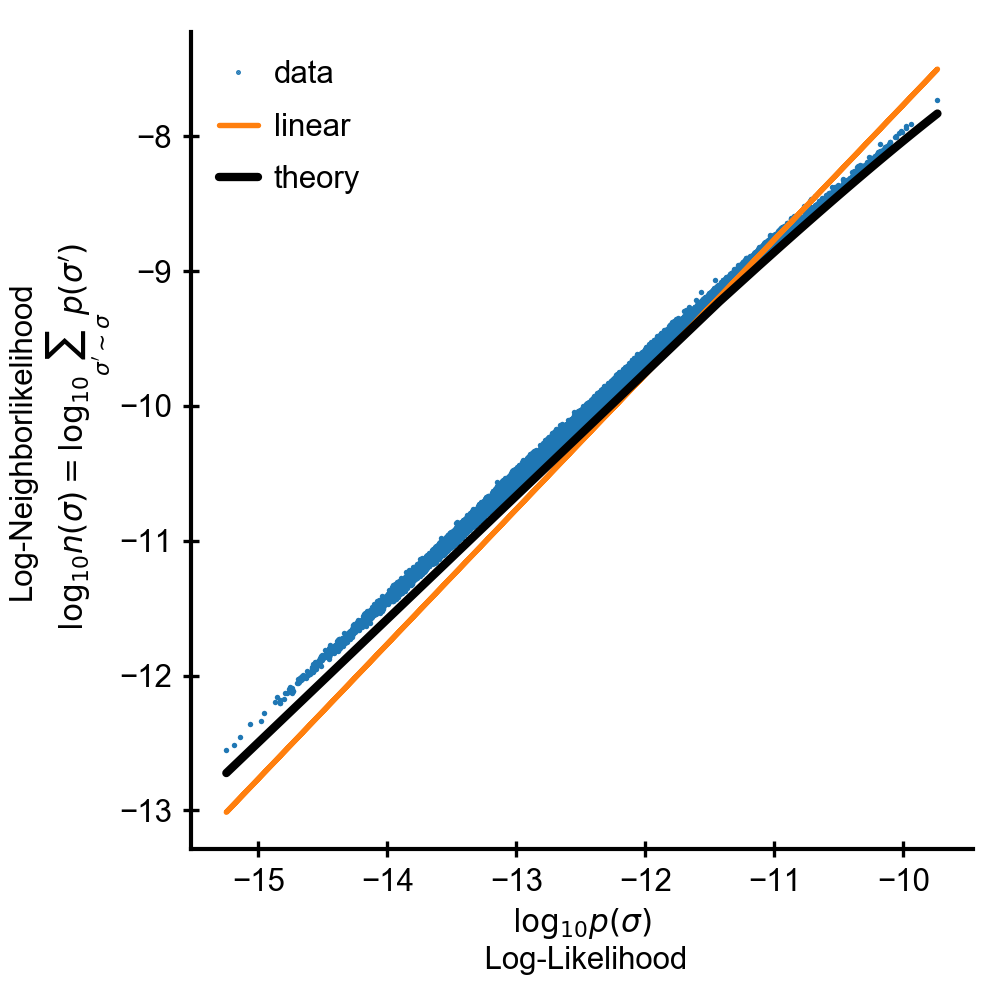 data
linear
theory
−8
−9
−10
−11
−12
−13
Log-Neighborlikelihood
log₁₀n(σ) = log₁₀ ∑ p(σ′)
σ′ ~ σ
−15
−14
−13
−12
−11
−10
log₁₀p(σ)
Log-Likelihood